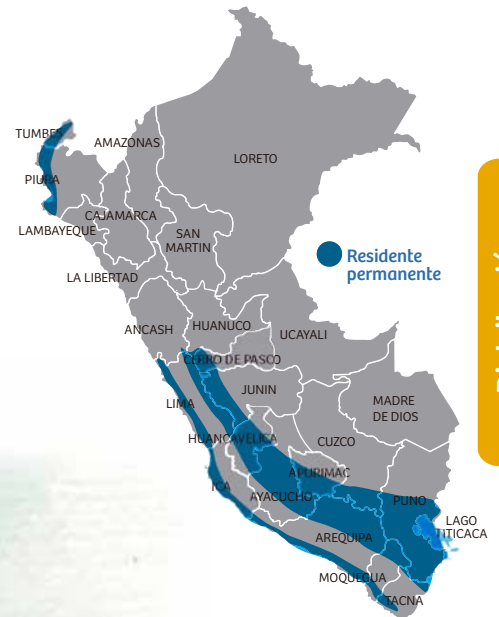 TUMBES
AMAZONAS
LORETO
PIURA
CAJAMARCA
LAMBAYEQUE
SAN
MARTIN
Residente
permanente
LA LIBERTAD
ANCASH
HUANUCO
UCAYALI
CERRO DE PASCO
JUNIN
LIMA
MADRE
DE DIOS
HUANCAVELICA
CUZCO
APURIMAC
ICA
AYACUCHO
PUNO
LAGO
TITICACA
AREQUIPA
MOQUEGUA
TACNA